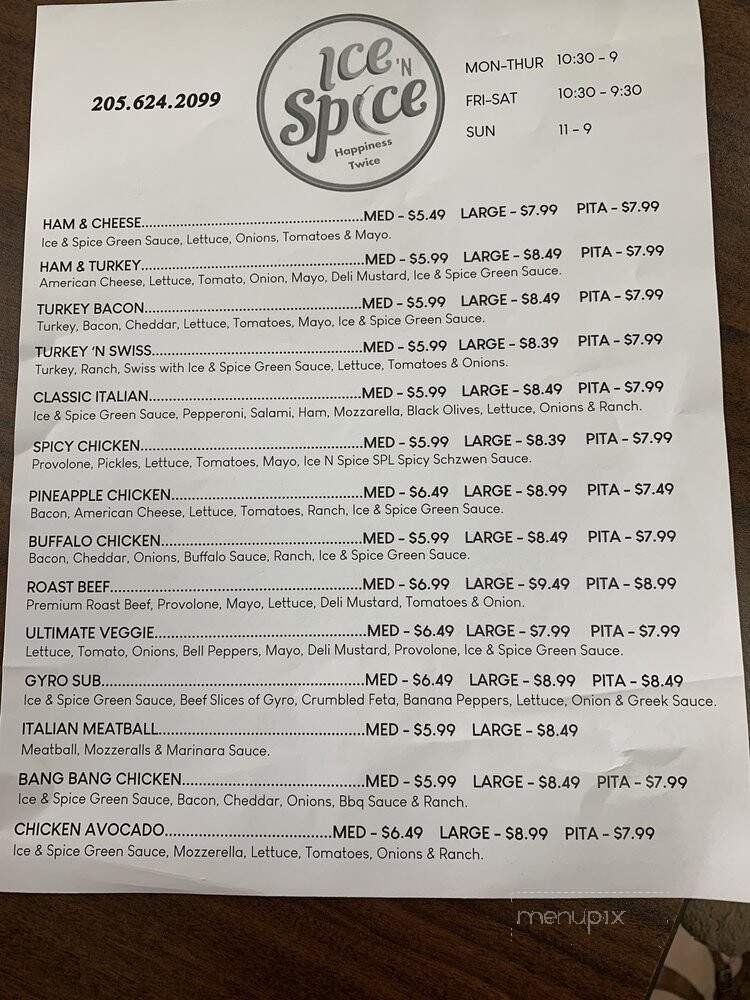 205.624.2099
Ice 'N
Spice
Happiness
Twice
MON-THUR 10:30 - 9
FRI-SAT 10:30 - 9:30
SUN 11 - 9
HAM & CHEESE..................................................MED - $5.49 LARGE - $7.99 PITA - $7.99
Ice & Spice Green Sauce, Lettuce, Onions, Tomatoes & Mayo.
HAM & TURKEY..................................................MED - $5.99 LARGE - $8.49 PITA - $7.99
American Cheese, Lettuce, Tomato, Onion, Mayo, Deli Mustard, Ice & Spice Green Sauce.
TURKEY BACON.................................................MED - $5.99 LARGE - $8.49 PITA - $7.99
Turkey, Bacon, Cheddar, Lettuce, Tomatoes, Mayo, Ice & Spice Green Sauce.
TURKEY 'N SWISS...............................................MED - $5.99 LARGE - $8.39 PITA - $7.99
Turkey, Ranch, Swiss with Ice & Spice Green Sauce, Lettuce, Tomatoes & Onions.
CLASSIC ITALIAN................................................MED - $5.99 LARGE - $8.49 PITA - $7.99
Ice & Spice Green Sauce, Pepperoni, Salami, Ham, Mozzarella, Black Olives, Lettuce, Onions & Ranch.
SPICY CHICKEN..................................................MED - $5.99 LARGE - $8.39 PITA - $7.99
Provolone, Pickles, Lettuce, Tomatoes, Mayo, Ice N Spice SPL Spicy Schzwen Sauce.
PINEAPPLE CHICKEN...........................................MED - $6.49 LARGE - $8.99 PITA - $7.49
Bacon, American Cheese, Lettuce, Tomatoes, Ranch, Ice & Spice Green Sauce.
BUFFALO CHICKEN.............................................MED - $5.99 LARGE - $8.49 PITA - $7.99
Bacon, Cheddar, Onions, Buffalo Sauce, Ranch, Ice & Spice Green Sauce.
ROAST BEEF.........................................................MED - $6.99 LARGE - $9.49 PITA - $8.99
Premium Roast Beef, Provolone, Mayo, Lettuce, Deli Mustard, Tomatoes & Onion.
ULTIMATE VEGGIE...............................................MED - $6.49 LARGE - $7.99 PITA - $7.99
Lettuce, Tomato, Onions, Bell Peppers, Mayo, Deli Mustard, Provolone, Ice & Spice Green Sauce.
GYRO SUB...........................................................MED - $6.49 LARGE - $8.99 PITA - $8.49
Ice & Spice Green Sauce, Beef Slices of Gyro, Crumbled Feta, Banana Peppers, Lettuce, Onion & Greek Sauce.
ITALIAN MEATBALL..............................................MED - $5.99 LARGE - $8.49
Meatball, Mozzeralls & Marinara Sauce.
BANG BANG CHICKEN.........................................MED - $5.99 LARGE - $8.49 PITA - $7.99
Ice & Spice Green Sauce, Bacon, Cheddar, Onions, Bbq Sauce & Ranch.
CHICKEN AVOCADO......................................MED - $6.49 LARGE - $8.99 PITA - $7.99
Ice & Spice Green Sauce, Mozzerella, Lettuce, Tomatoes, Onions & Ranch.
menupix